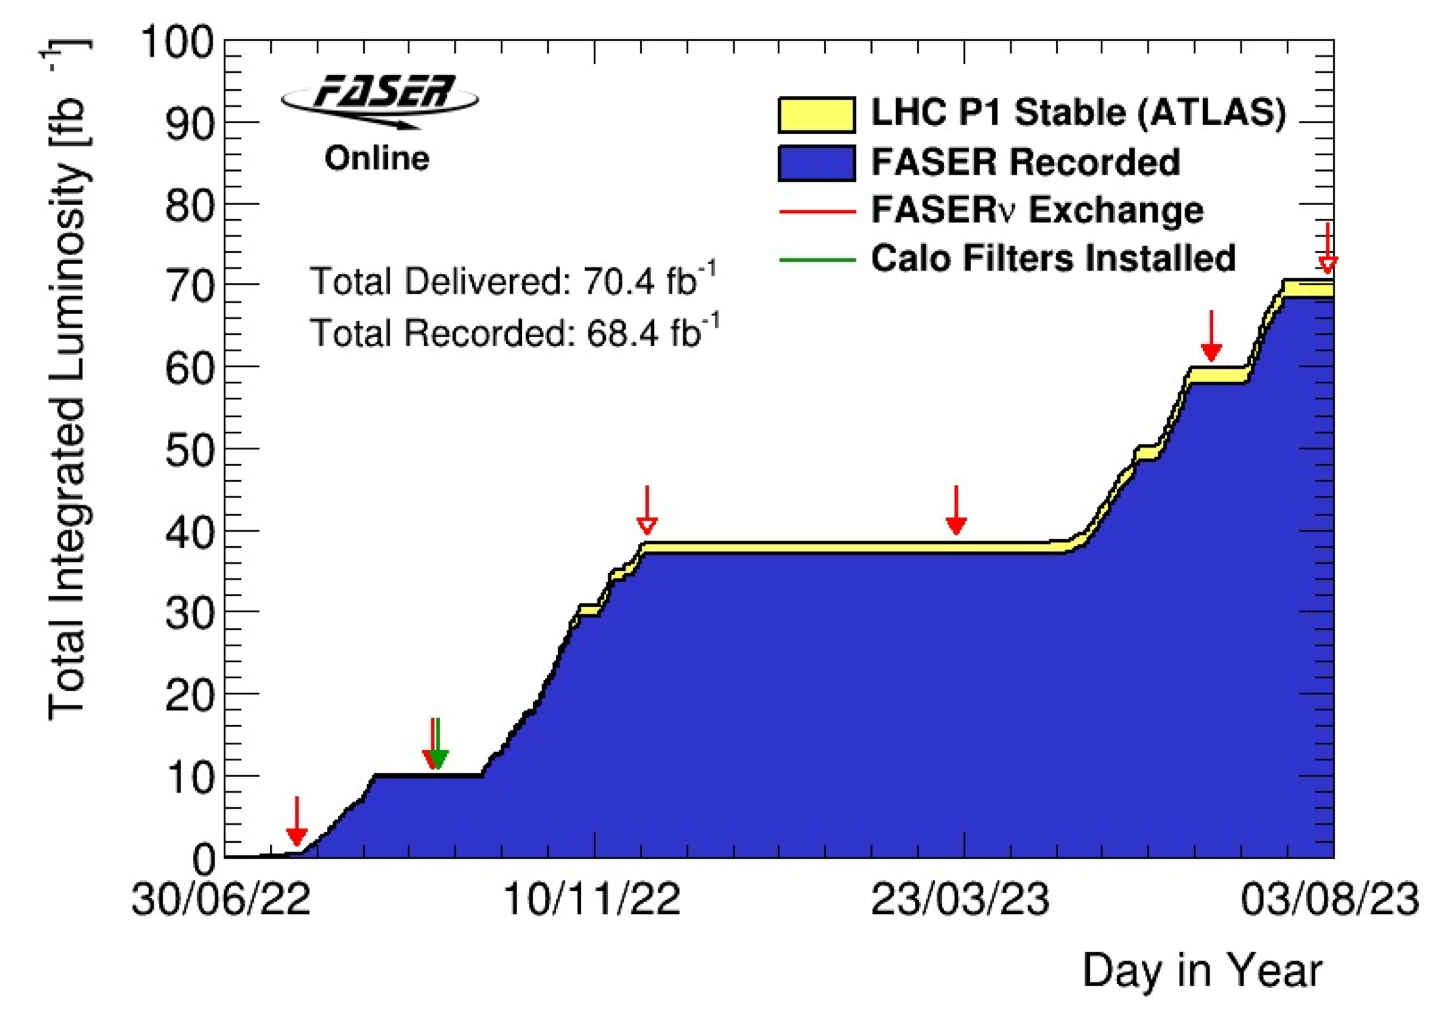 Total Integrated Luminosity [fb⁻¹]
100
90
80
70
60
50
40
30
20
10
0
FASER
Online
LHC P1 Stable (ATLAS)
FASER Recorded
FASERν Exchange
Calo Filters Installed
Total Delivered: 70.4 fb⁻¹
Total Recorded: 68.4 fb⁻¹
30/06/22 10/11/22 23/03/23 03/08/23
Day in Year